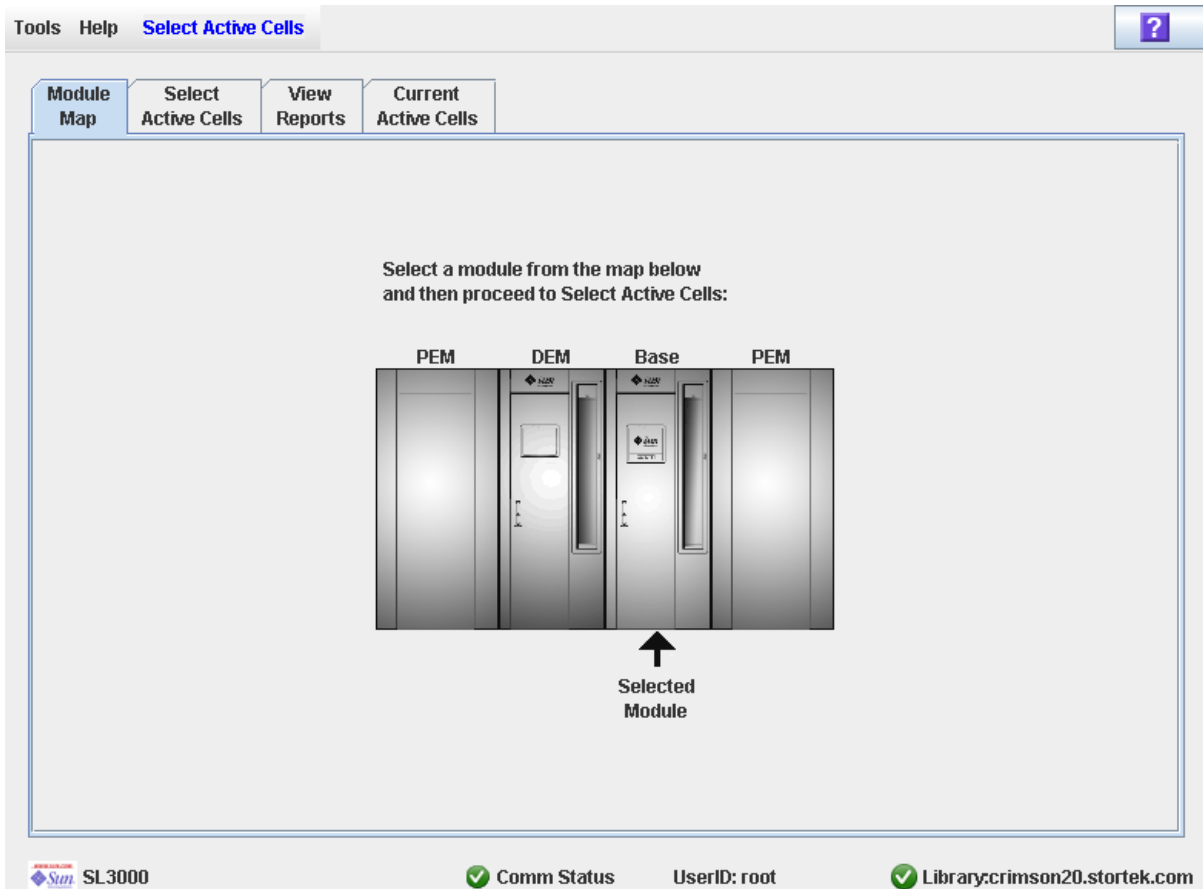 Tools Help Select Active Cells ?
Module Map
Select Active Cells
View Reports
Current Active Cells
Select a module from the map below
and then proceed to Select Active Cells:
PEM DEM Base PEM
Sun
Selected
Module
Sun SL3000 Comm Status UserID: root Library:crimson20.stortek.com